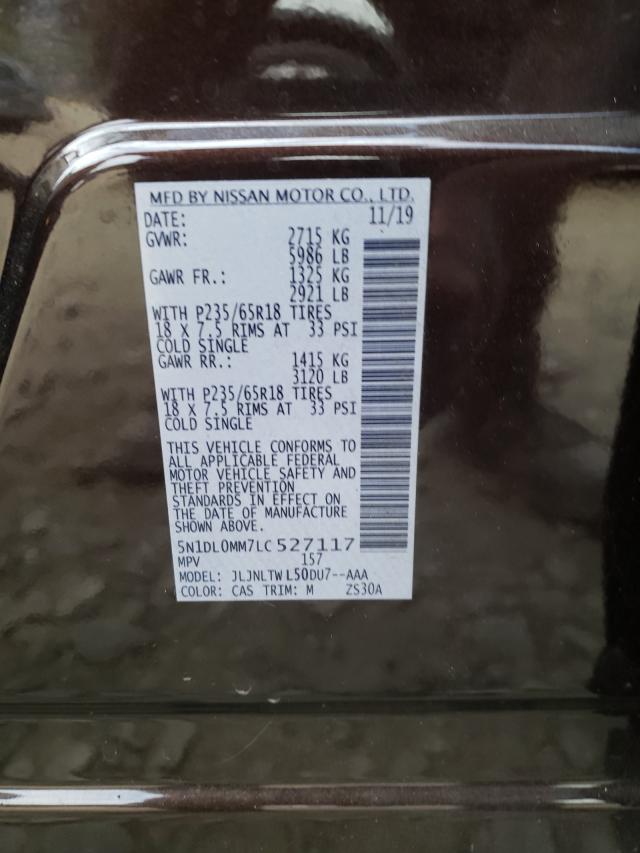 MFD BY NISSAN MOTOR CO., LTD.
DATE: 11/19
GVWR: 2715 KG
5986 LB
GAWR FR.: 1325 KG
2921 LB
WITH P235/65R18 TIRES
18 X 7.5 RIMS AT 33 PSI
COLD SINGLE
GAWR RR.: 1415 KG
3120 LB
WITH P235/65R18 TIRES
18 X 7.5 RIMS AT 33 PSI
COLD SINGLE
THIS VEHICLE CONFORMS TO
ALL APPLICABLE FEDERAL
MOTOR VEHICLE SAFETY AND
THEFT PREVENTION
STANDARDS IN EFFECT ON
THE DATE OF MANUFACTURE
SHOWN ABOVE.
5N1DL0MM7LC527117
MPV 157
MODEL: JLJNLTWL50DU7--AAA
COLOR: CAS TRIM: M ZS30A